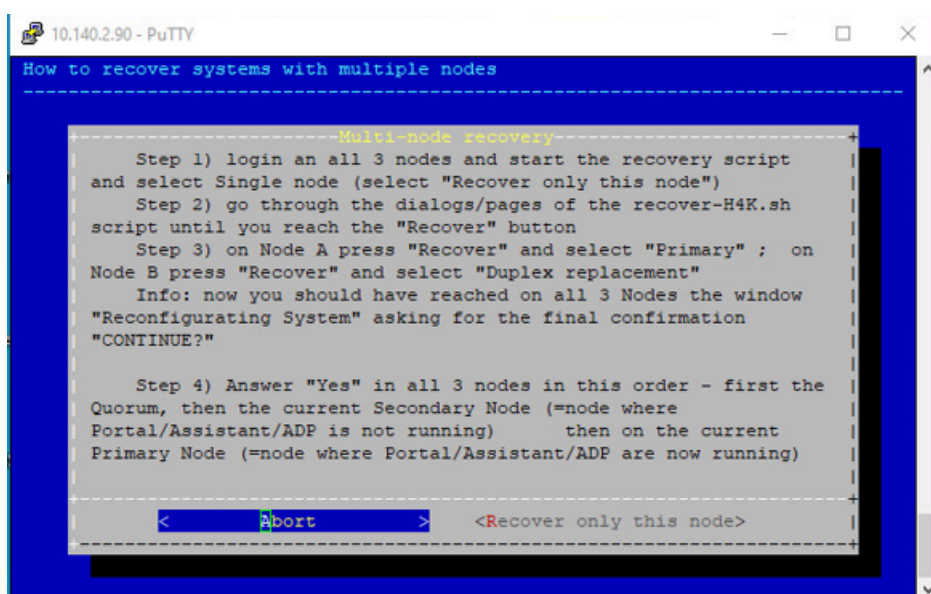 10.140.2.90 - PuTTY
How to recover systems with multiple nodes
Multi-node recovery
Step 1) login an all 3 nodes and start the recovery script
and select Single node (select "Recover only this node")
Step 2) go through the dialogs/pages of the recover-H4K.sh
script until you reach the "Recover" button
Step 3) on Node A press "Recover" and select "Primary" ; on
Node B press "Recover" and select "Duplex replacement"
Info: now you should have reached on all 3 Nodes the window
"Reconfigurating System" asking for the final confirmation
"CONTINUE?"
Step 4) Answer "Yes" in all 3 nodes in this order - first the
Quorum, then the current Secondary Node (=node where
Portal/Assistant/ADP is not running) then on the current
Primary Node (=node where Portal/Assistant/ADP are now running)
< Abort > <Recover only this node>